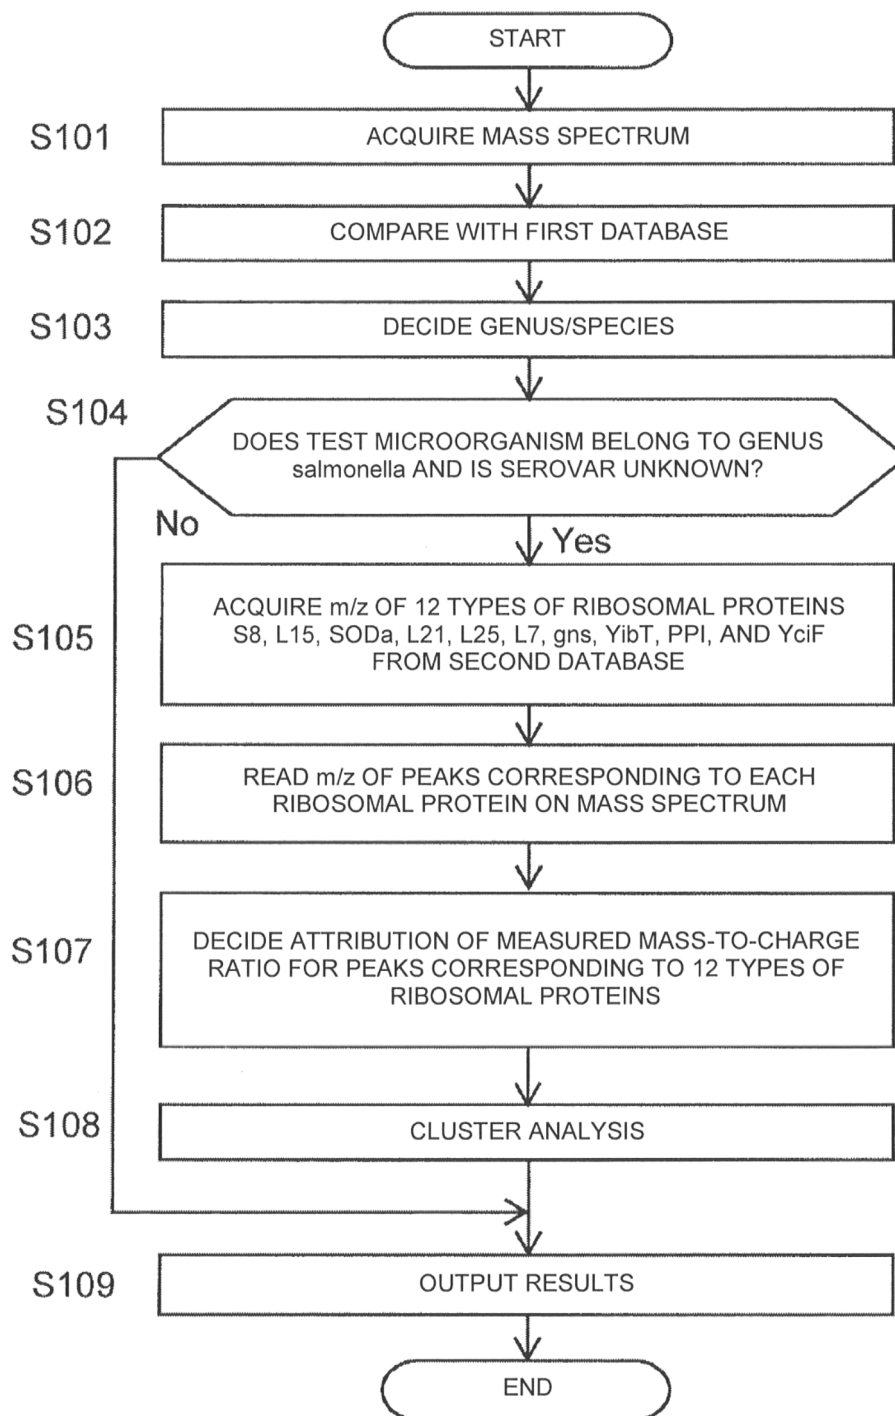 START
S101
ACQUIRE MASS SPECTRUM
S102
COMPARE WITH FIRST DATABASE
S103
DECIDE GENUS/SPECIES
S104
DOES TEST MICROORGANISM BELONG TO GENUS
salmonella AND IS SEROVAR UNKNOWN?
No
Yes
S105
ACQUIRE m/z OF 12 TYPES OF RIBOSOMAL PROTEINS
S8, L15, SODa, L21, L25, L7, gns, YibT, PPI, AND YciF
FROM SECOND DATABASE
S106
READ m/z OF PEAKS CORRESPONDING TO EACH
RIBOSOMAL PROTEIN ON MASS SPECTRUM
S107
DECIDE ATTRIBUTION OF MEASURED MASS-TO-CHARGE
RATIO FOR PEAKS CORRESPONDING TO 12 TYPES OF
RIBOSOMAL PROTEINS
S108
CLUSTER ANALYSIS
S109
OUTPUT RESULTS
END